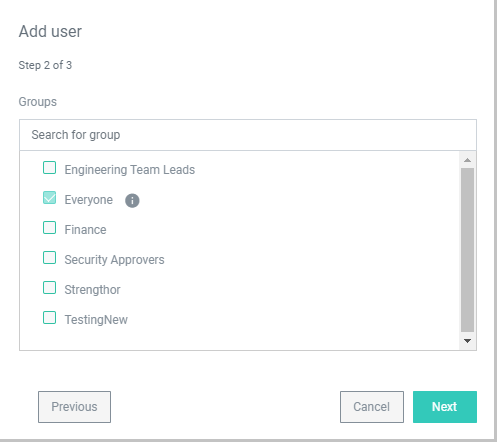 Add user
Step 2 of 3
Groups
Search for group
Engineering Team Leads
Everyone
Finance
Security Approvers
Strengthor
TestingNew
Previous Cancel Next